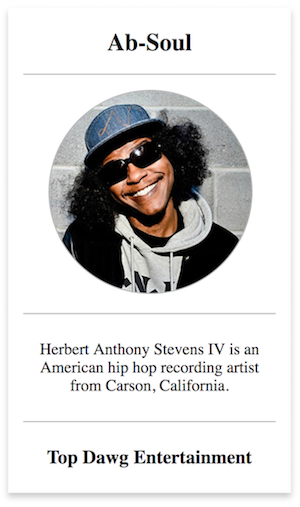 Ab-Soul
Herbert Anthony Stevens IV is an
American hip hop recording artist
from Carson, California.
Top Dawg Entertainment